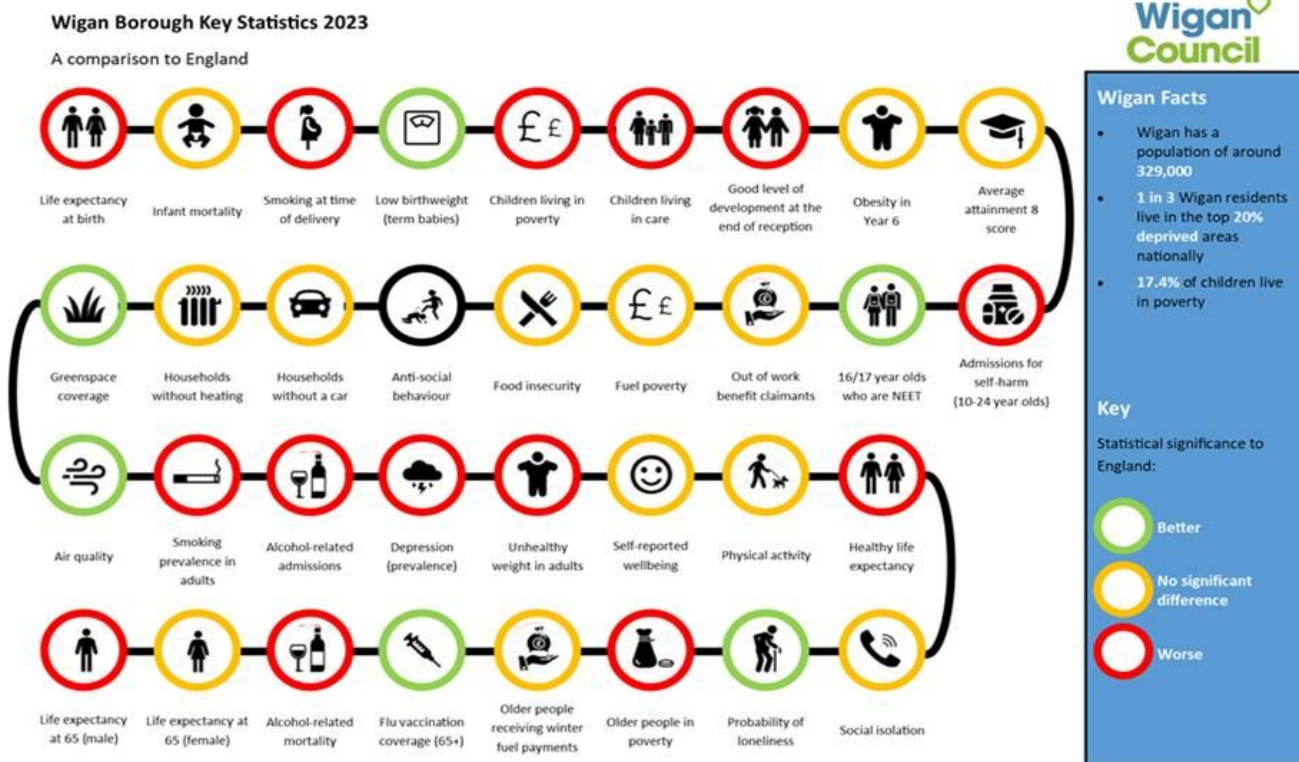 Wigan Borough Key Statistics 2023
A comparison to England
Life expectancy
at birth
Infant mortality
Smoking at time
of delivery
Low birthweight
(term babies)
££
Children living in
poverty
Children living
in care
Good level of
development at the
end of reception
Obesity in
Year 6
Average
attainment 8
score
Greenspace
coverage
Households
without heating
Households
without a car
Anti-social
behaviour
Food insecurity
££
Fuel poverty
Out of work
benefit claimants
16/17 year olds
who are NEET
Admissions for
self-harm
(10-24 year olds)
Air quality
Smoking
prevalence in
adults
Alcohol-related
admissions
Depression
(prevalence)
Unhealthy
weight in adults
Self-reported
wellbeing
Physical activity
Healthy life
expectancy
Life expectancy
at 65 (male)
Life expectancy at
65 (female)
Alcohol-related
mortality
Flu vaccination
coverage (65+)
Older people
receiving winter
fuel payments
Older people in
poverty
Probability of
loneliness
Social isolation
Wigan
Council
Wigan Facts
• Wigan has a
population of around
329,000
• 1 in 3 Wigan residents
live in the top 20%
deprived areas
nationally
• 17.4% of children live
in poverty
Key
Statistical significance to
England:
Better
No significant
difference
Worse